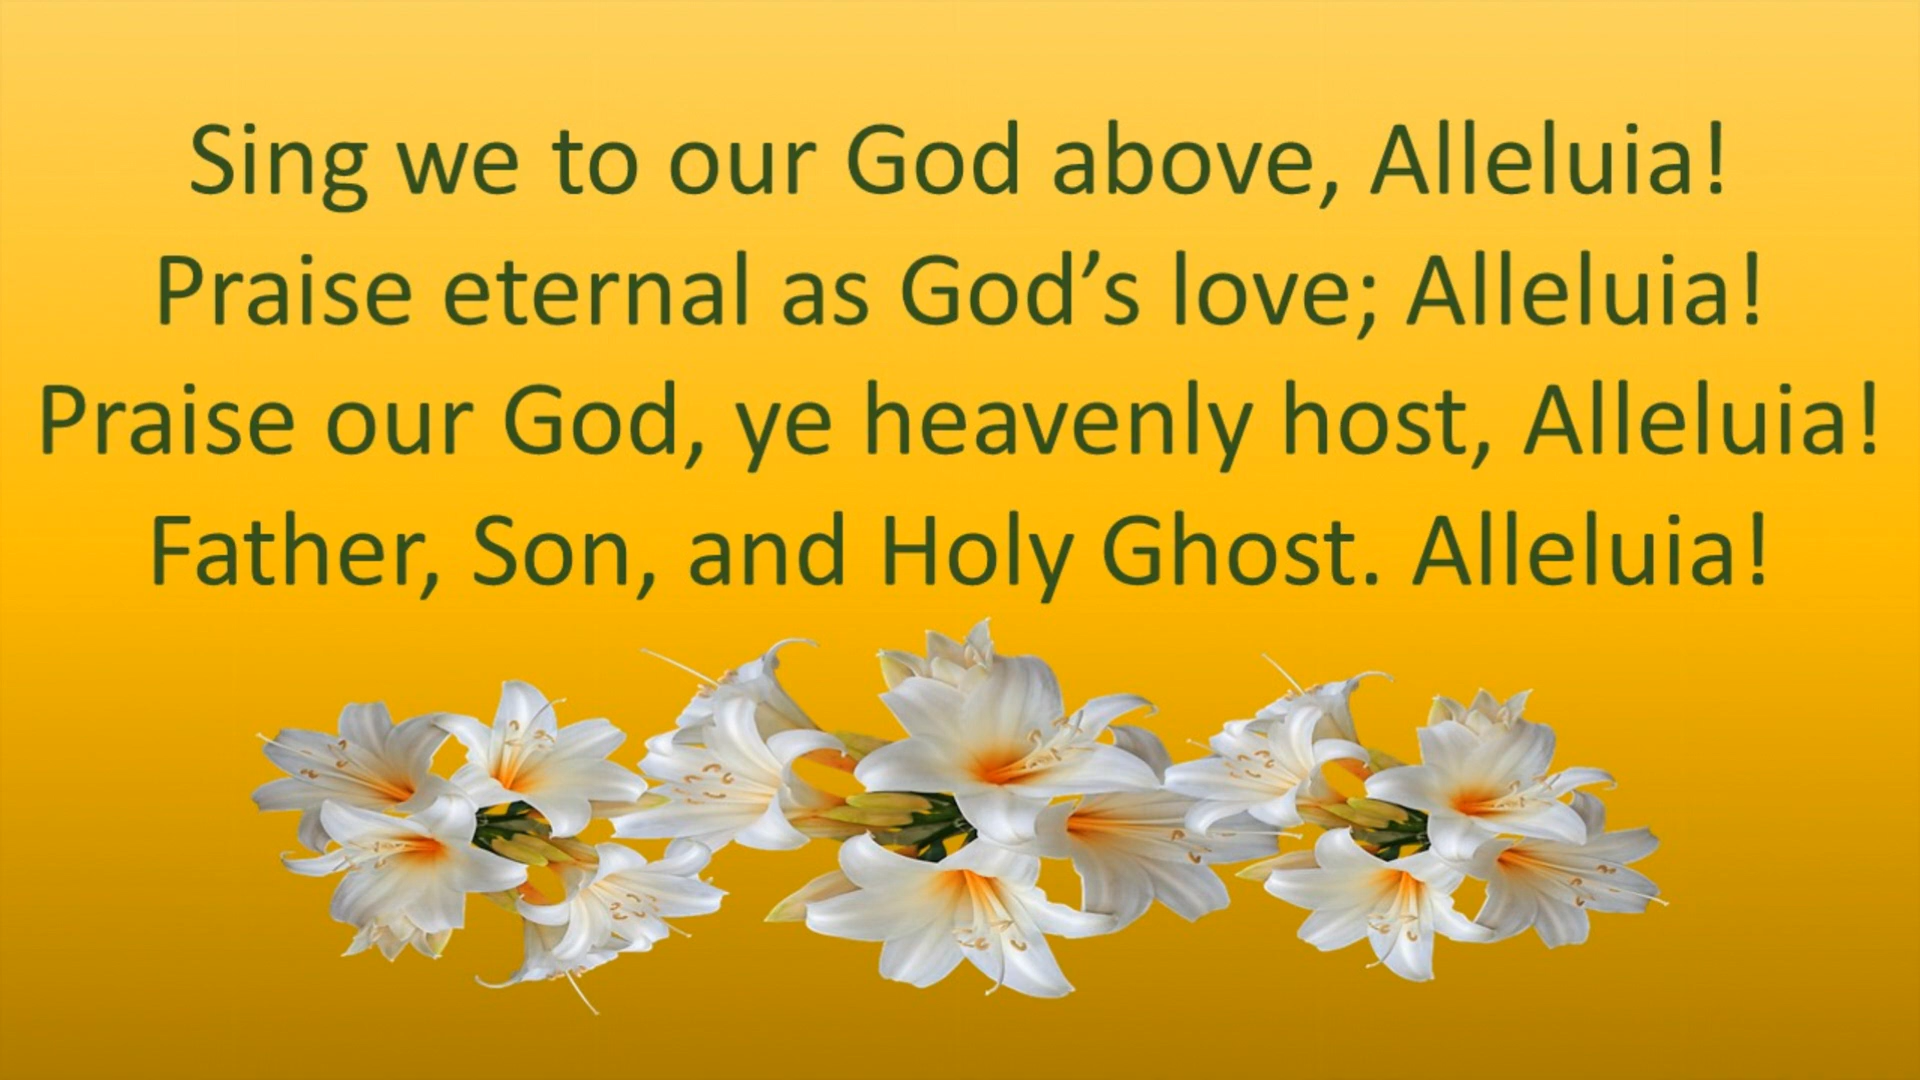 Sing we to our God above, Alleluia!
Praise eternal as God’s love; Alleluia!
Praise our God, ye heavenly host, Alleluia!
Father, Son, and Holy Ghost. Alleluia!